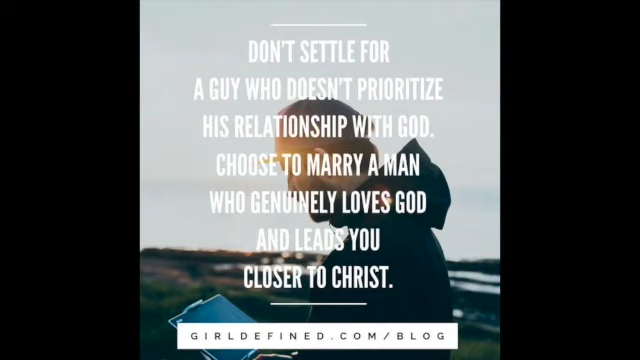 DON'T SETTLE FOR
A GUY WHO DOESN'T PRIORITIZE
HIS RELATIONSHIP WITH GOD.
CHOOSE TO MARRY A MAN
WHO GENUINELY LOVES GOD
AND LEADS YOU
CLOSER TO CHRIST.
GIRLDEFINED.COM/BLOG